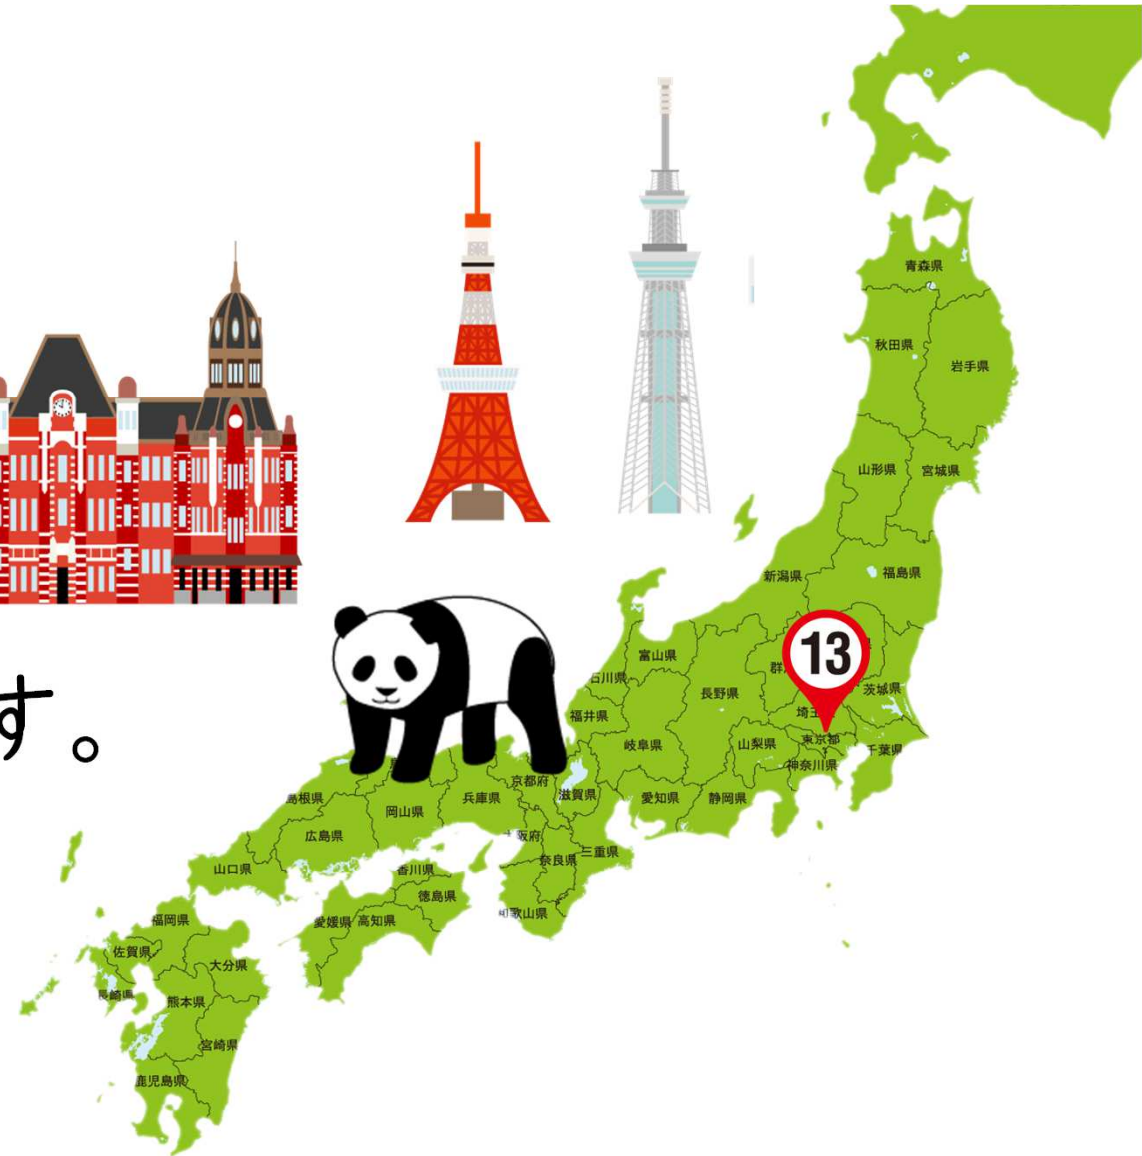 青森県
秋田県
岩手県
山形県
宮城県
新潟県
福島県
13
富山県
石川県
長野県
茨城県
福井県
岐阜県
山梨県
東京都
千葉県
神奈川県
す。
京都府
滋賀県
愛知県
静岡県
島根県
岡山県
兵庫県
広島県
阪府
奈良県
三重県
山口県
香川県
徳島県
愛媛県
高知県
歌山県
福岡県
佐賀県
大分県
長崎県
熊本県
宮崎県
鹿児島県